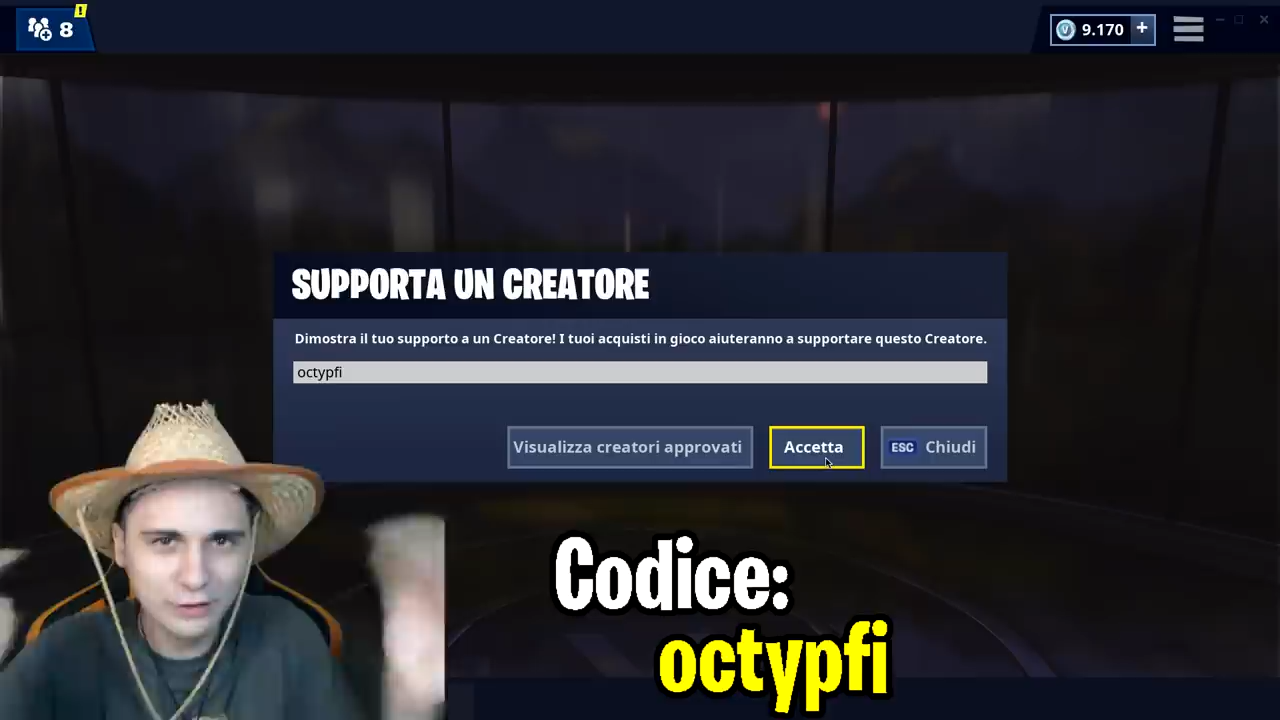 8
!
9.170 +
SUPPORTA UN CREATORE
Dimostra il tuo supporto a un Creatore! I tuoi acquisti in gioco aiuteranno a supportare questo Creatore.
octypfi
Visualizza creatori approvati
Accetta
ESC Chiudi
Codice:
octypfi